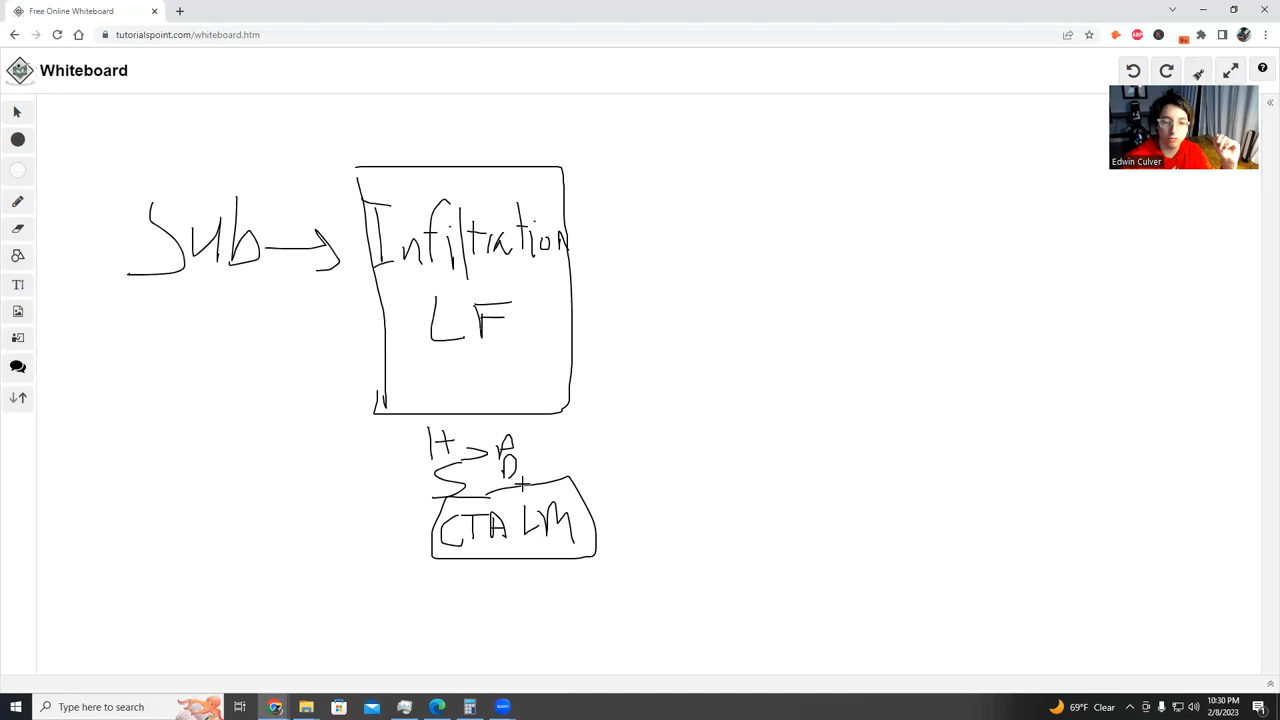 Free Online Whiteboard
tutorialspoint.com/whiteboard.htm
Whiteboard
Edwin Culver
Sub
Infiltration
LF
CTA LM
Type here to search
69°F Clear
10:30 PM
2/8/2023